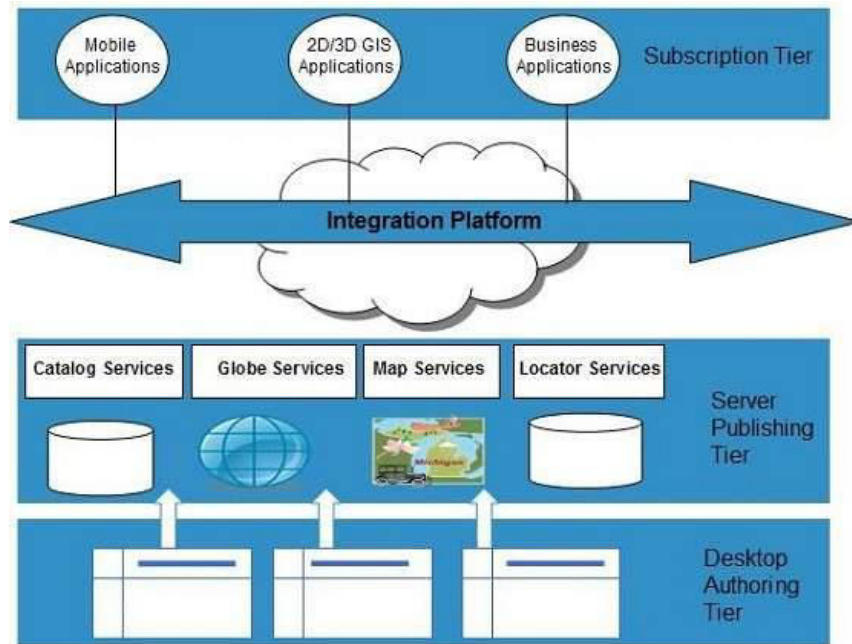 Mobile
Applications
2D/3D GIS
Applications
Business
Applications
Subscription Tier
Integration Platform
Catalog Services
Globe Services
Map Services
Locator Services
Michigan
Server
Publishing
Tier
Desktop
Authoring
Tier